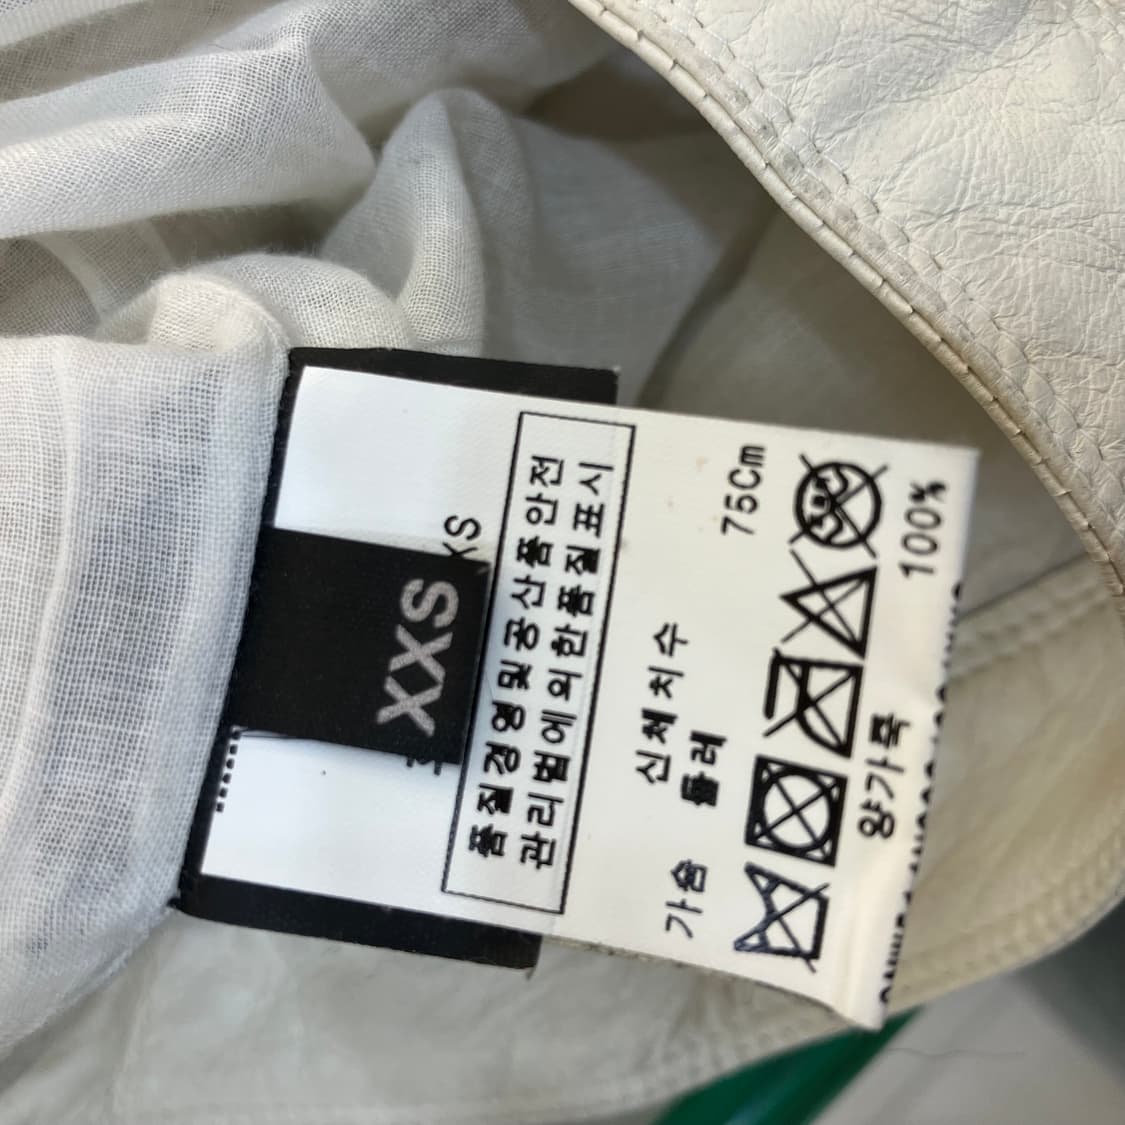 XXS
XS
품질경영및공산품안전
관리법에의한품질표시
신체치수
가슴 둘레 75Cm
양가죽 100%